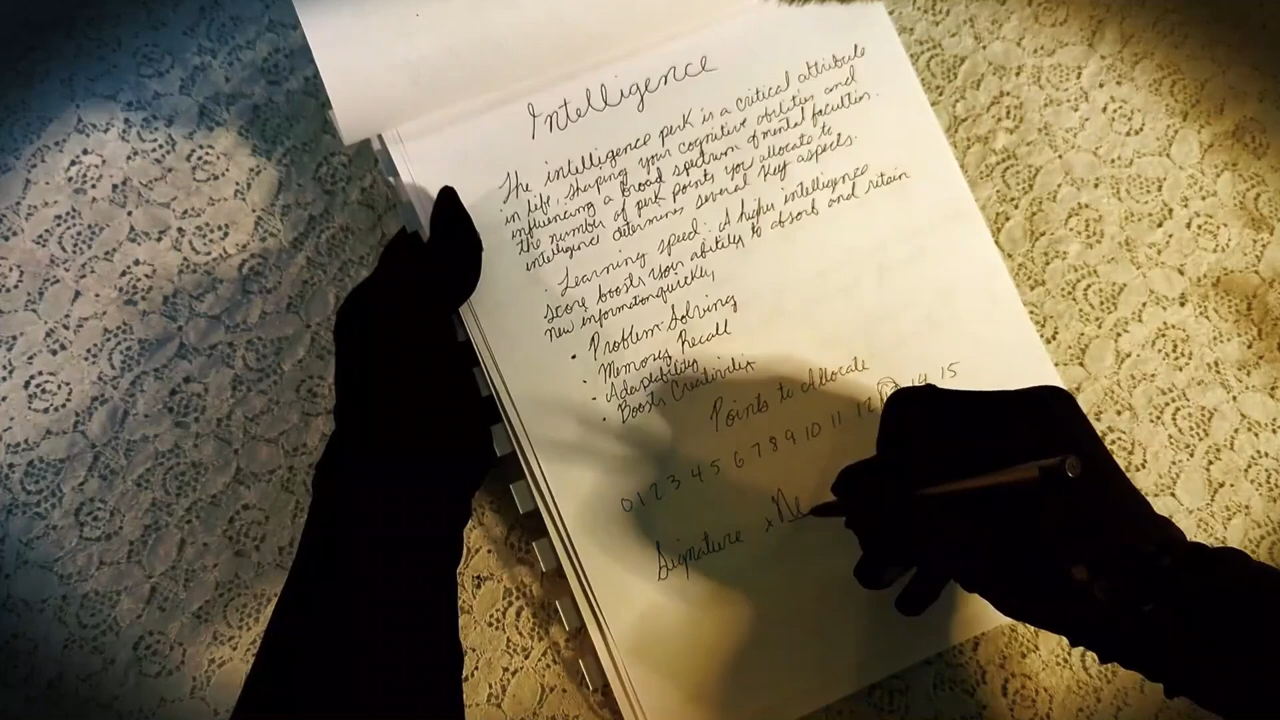 Intelligence
The intelligence perk is a critical attribute
in life, shaping your cognitive abilities and
influencing a broad spectrum of mental faculties.
the number of perk points you allocate to
intelligence determines several key aspects.
· Learning speed: A higher intelligence
score boosts your ability to absorb and retain
new information quickly,
• Problem-Solving
• Memory Recall
• Adaptability
• Boosts Creativity
Points to Allocate
0 1 2 3 4 5 6 7 8 9 10 11 12 14 15
Signature x Ne